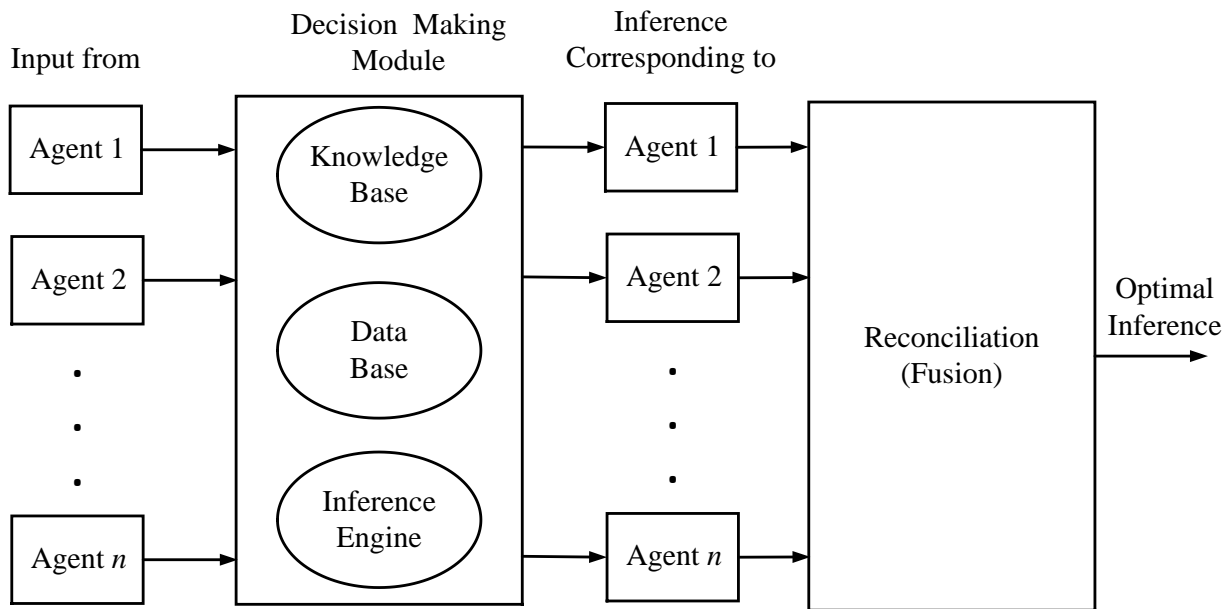 Input from
Agent 1
Agent 2
.
.
.
Agent n
Decision Making
Module
Knowledge
Base
Data
Base
Inference
Engine
Inference
Corresponding to
Agent 1
Agent 2
.
.
.
Agent n
Reconciliation
(Fusion)
Optimal
Inference